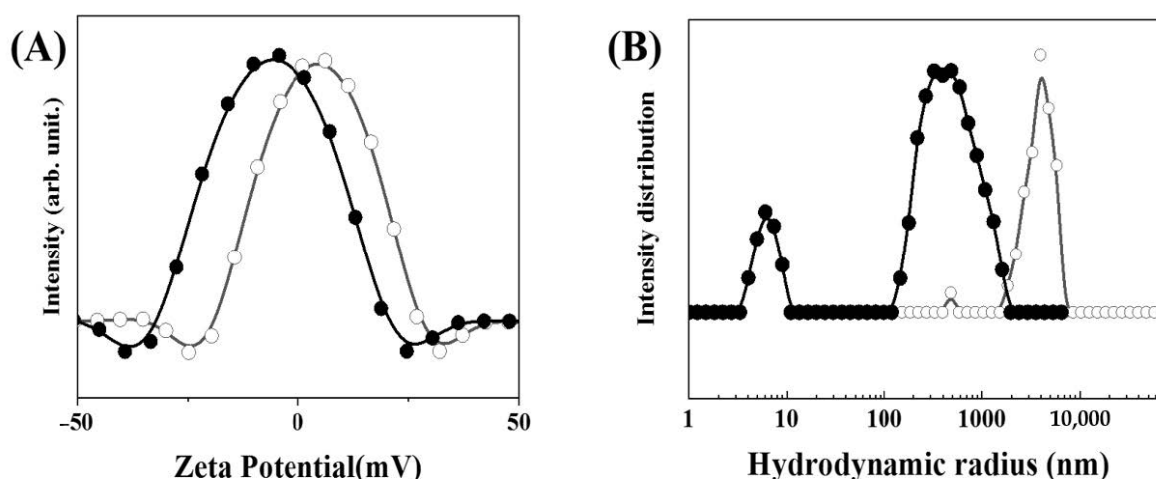 (A)
Intensity (arb. unit.)
−50 0 50
Zeta Potential(mV)
(B)
Intensity distribution
1 10 100 1000 10,000
Hydrodynamic radius (nm)